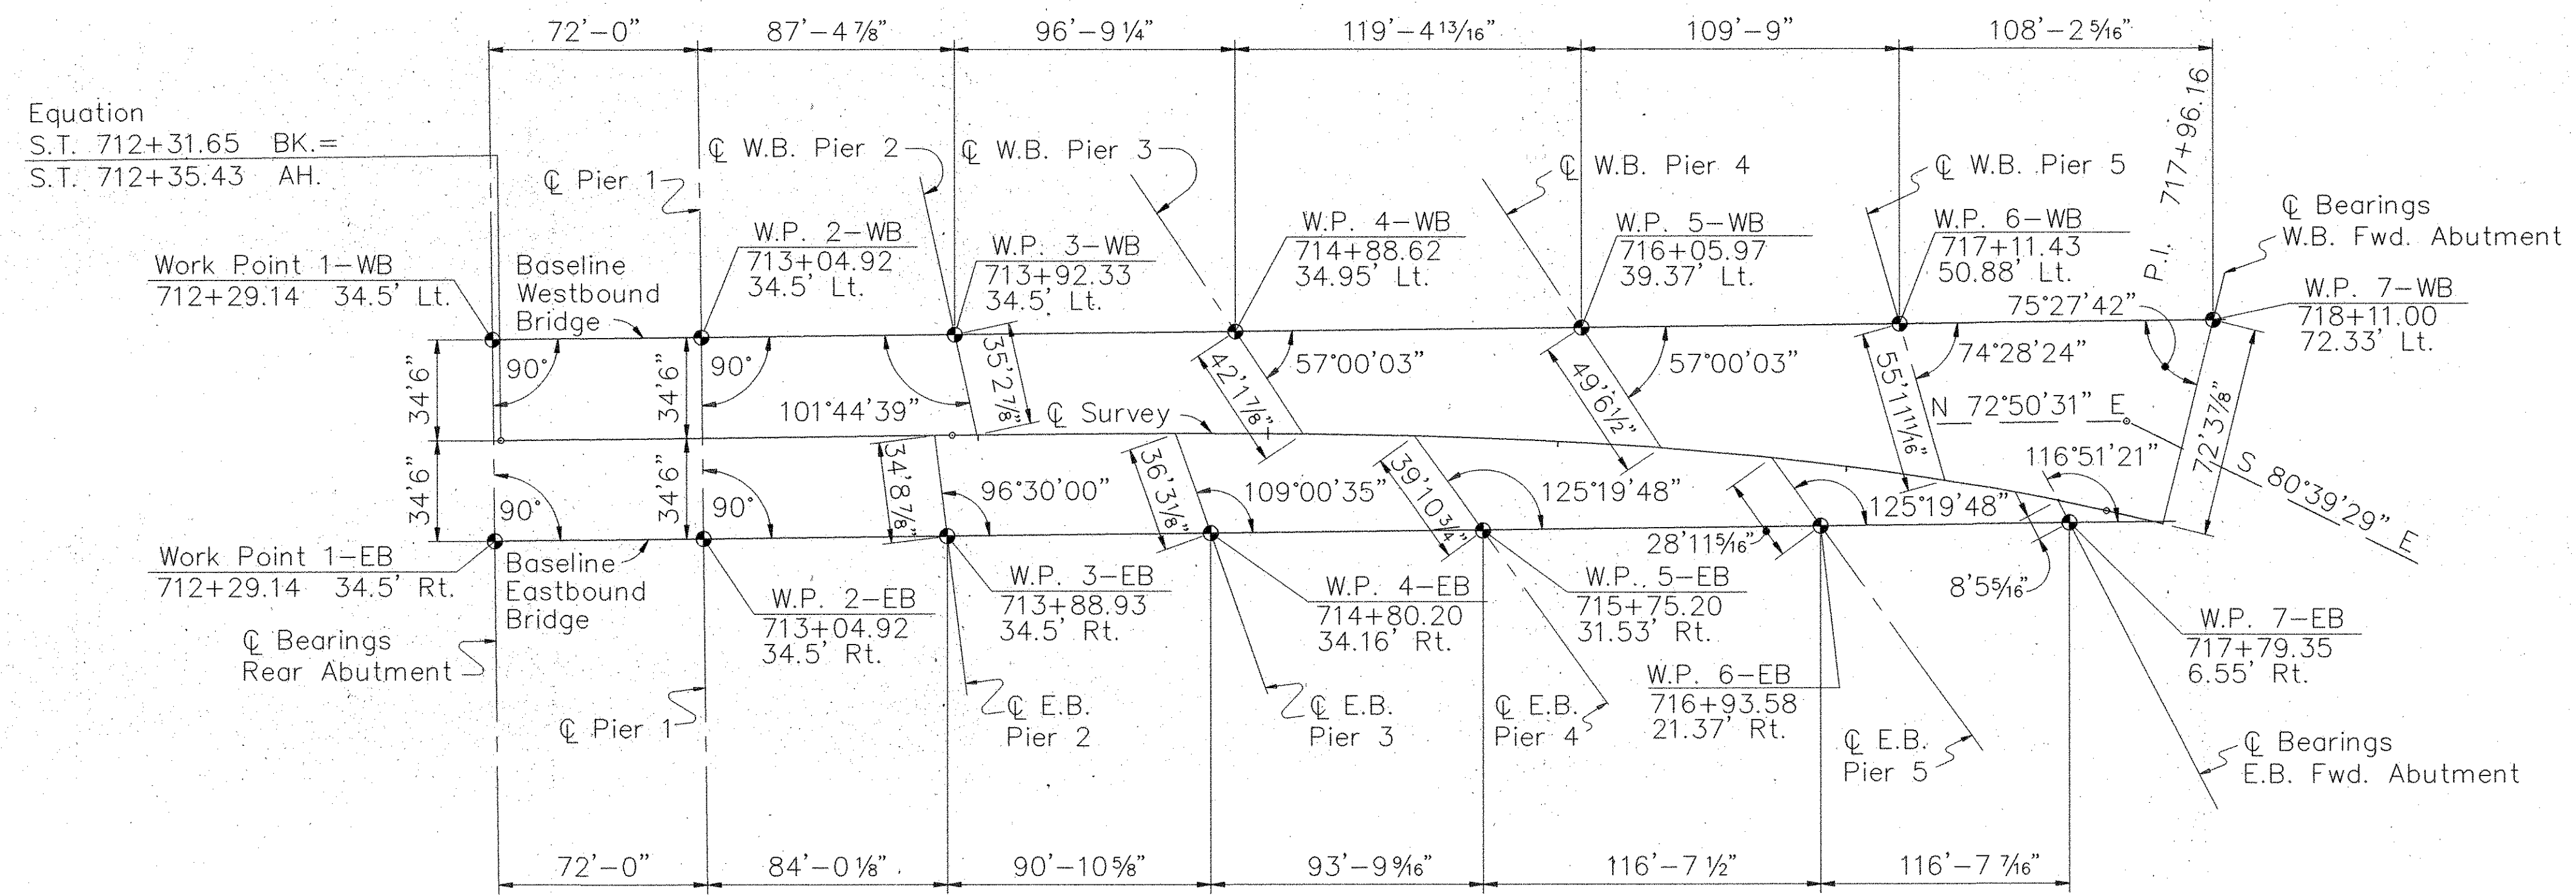 72'-0"
87'-4 7/8"
96'-9 1/4"
119'-4 13/16"
109'-9"
108'-2 5/16"
Equation
S.T. 712+31.65 BK.=
S.T. 712+35.43 AH.
℄ Pier 1
℄ W.B. Pier 2
℄ W.B. Pier 3
℄ W.B. Pier 4
℄ W.B. Pier 5
P.I. 717+96.16
℄ Bearings
W.B. Fwd. Abutment
Work Point 1-WB
712+29.14 34.5' Lt.
Baseline
Westbound
Bridge
W.P. 2-WB
713+04.92
34.5' Lt.
W.P. 3-WB
713+92.33
34.5' Lt.
W.P. 4-WB
714+88.62
34.95' Lt.
W.P. 5-WB
716+05.97
39.37' Lt.
W.P. 6-WB
717+11.43
50.88' Lt.
W.P. 7-WB
718+11.00
72.33' Lt.
34'6"
90°
34'6"
90°
101°44'39"
35'2 7/8"
42'1 7/8"
57°00'03"
49'6 1/2"
57°00'03"
55'11 11/16"
74°28'24"
75°27'42"
72'3 7/8"
℄ Survey
N 72°50'31" E
S 80°39'29" E
34'6"
90°
34'6"
90°
34'8 7/8"
96°30'00"
36'3 1/8"
109°00'35"
39'10 3/4"
125°19'48"
28'11 5/16"
125°19'48"
116°51'21"
8'5 5/16"
Work Point 1-EB
712+29.14 34.5' Rt.
Baseline
Eastbound
Bridge
W.P. 2-EB
713+04.92
34.5' Rt.
W.P. 3-EB
713+88.93
34.5' Rt.
W.P. 4-EB
714+80.20
34.16' Rt.
W.P. 5-EB
715+75.20
31.53' Rt.
W.P. 6-EB
716+93.58
21.37' Rt.
W.P. 7-EB
717+79.35
6.55' Rt.
℄ Bearings
Rear Abutment
℄ Pier 1
℄ E.B.
Pier 2
℄ E.B.
Pier 3
℄ E.B.
Pier 4
℄ E.B.
Pier 5
℄ Bearings
E.B. Fwd. Abutment
72'-0"
84'-0 1/8"
90'-10 5/8"
93'-9 9/16"
116'-7 1/2"
116'-7 7/16"